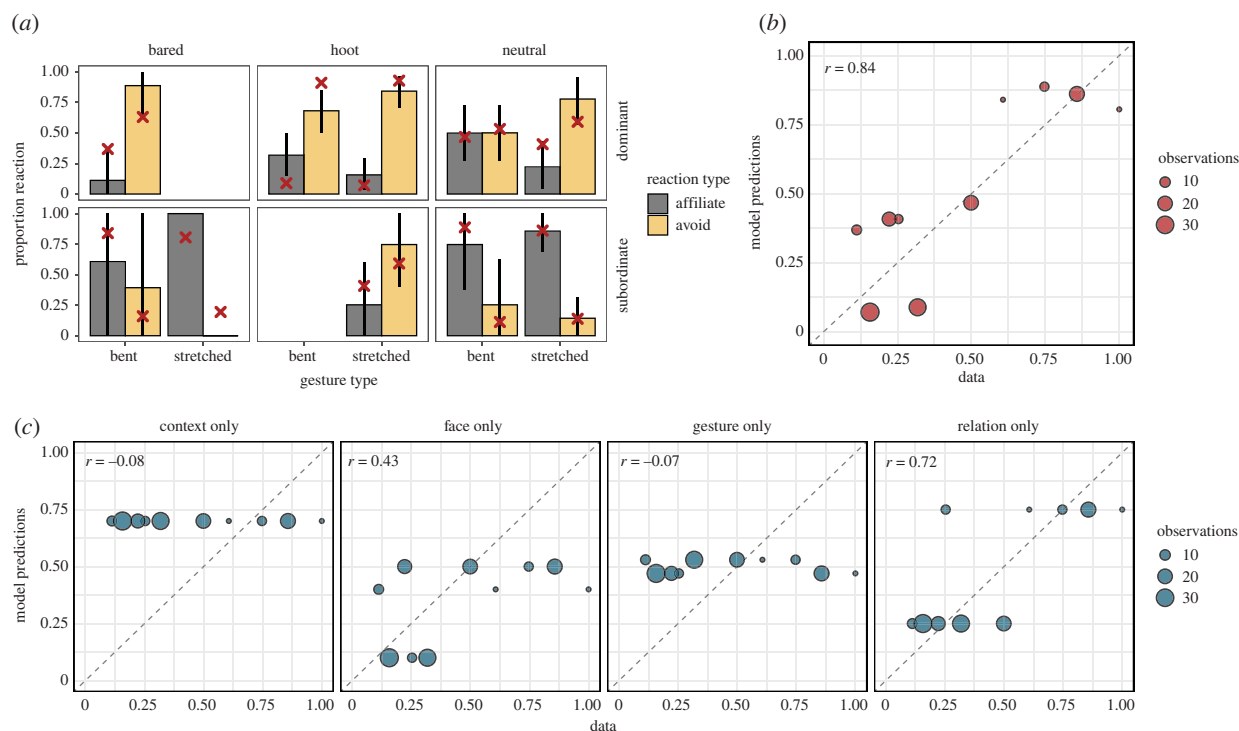 (a)
bared hoot neutral
1.00
0.75
0.50
0.25
0
dominant
1.00
0.75
0.50
0.25
0
subordinate
proportion reaction
bent stretched bent stretched bent stretched
gesture type
reaction type
affiliate
avoid
(b)
r = 0.84
1.00
0.75
0.50
0.25
0
model predictions
0 0.25 0.50 0.75 1.00
data
observations
10
20
30
(c)
context only face only gesture only relation only
r = –0.08 r = 0.43 r = –0.07 r = 0.72
1.00
0.75
0.50
0.25
0
model predictions
0 0.25 0.50 0.75 1.00 0 0.25 0.50 0.75 1.00 0 0.25 0.50 0.75 1.00 0 0.25 0.50 0.75 1.00
data
observations
10
20
30